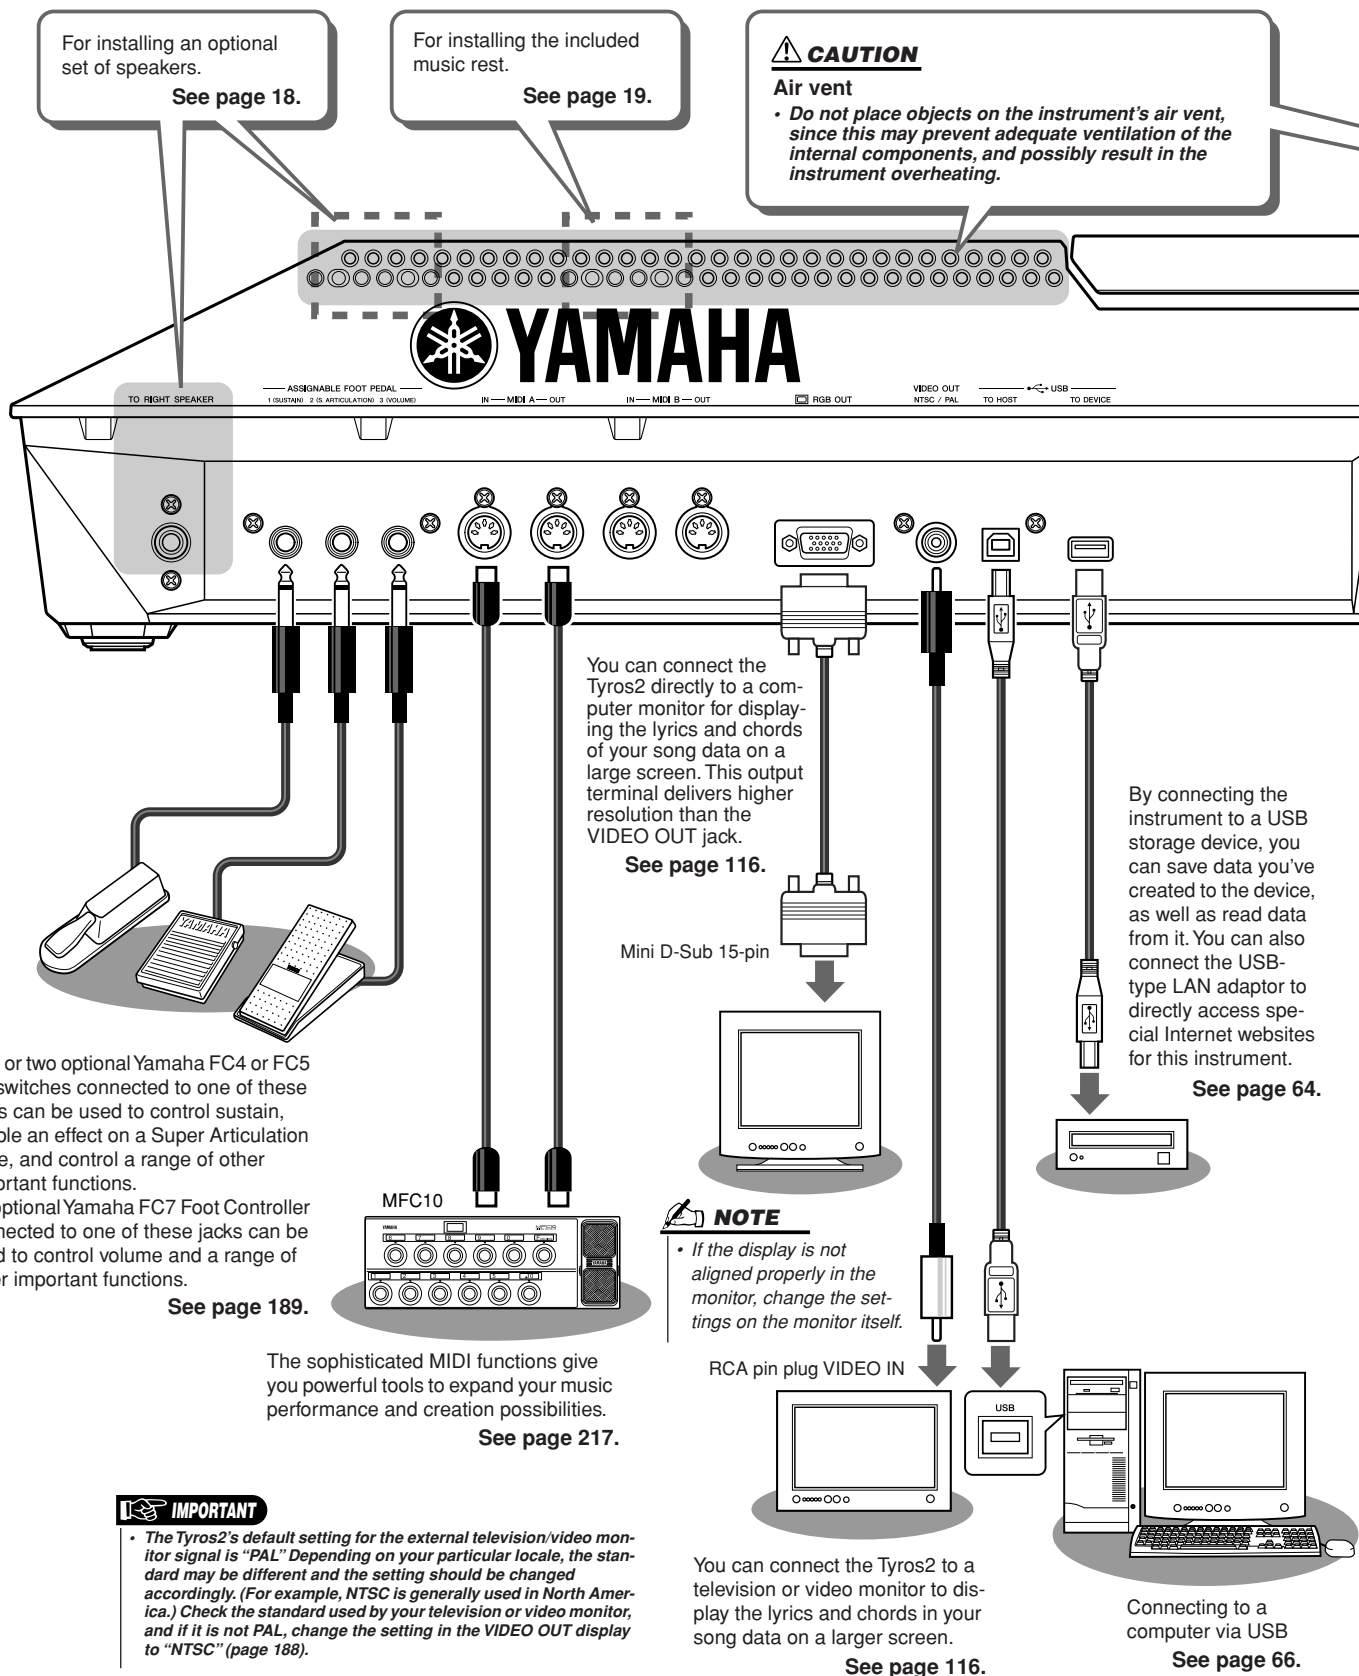 For installing an optional
set of speakers.
See page 18.
For installing the included
music rest.
See page 19.
CAUTION
Air vent
• Do not place objects on the instrument's air vent,
since this may prevent adequate ventilation of the
internal components, and possibly result in the
instrument overheating.
YAMAHA
TO RIGHT SPEAKER
ASSIGNABLE FOOT PEDAL
1 (SUSTAIN) 2 (S. ARTICULATION) 3 (VOLUME)
IN — MIDI A — OUT
IN — MIDI B — OUT
RGB OUT
VIDEO OUT
NTSC / PAL
USB
TO HOST
TO DEVICE
You can connect the
Tyros2 directly to a com-
puter monitor for display-
ing the lyrics and chords
of your song data on a
large screen. This output
terminal delivers higher
resolution than the
VIDEO OUT jack.
See page 116.
Mini D-Sub 15-pin
By connecting the
instrument to a USB
storage device, you
can save data you've
created to the device,
as well as read data
from it. You can also
connect the USB-
type LAN adaptor to
directly access spe-
cial Internet websites
for this instrument.
See page 64.
YAMAHA
or two optional Yamaha FC4 or FC5
switches connected to one of these
s can be used to control sustain,
ble an effect on a Super Articulation
e, and control a range of other
ortant functions.
optional Yamaha FC7 Foot Controller
nected to one of these jacks can be
d to control volume and a range of
er important functions.
See page 189.
MFC10
YAMAHA
The sophisticated MIDI functions give
you powerful tools to expand your music
performance and creation possibilities.
See page 217.
NOTE
• If the display is not
aligned properly in the
monitor, change the set-
tings on the monitor itself.
RCA pin plug VIDEO IN
USB
IMPORTANT
• The Tyros2's default setting for the external television/video mon-
itor signal is “PAL” Depending on your particular locale, the stan-
dard may be different and the setting should be changed
accordingly. (For example, NTSC is generally used in North Amer-
ica.) Check the standard used by your television or video monitor,
and if it is not PAL, change the setting in the VIDEO OUT display
to “NTSC” (page 188).
You can connect the Tyros2 to a
television or video monitor to dis-
play the lyrics and chords in your
song data on a larger screen.
See page 116.
Connecting to a
computer via USB
See page 66.